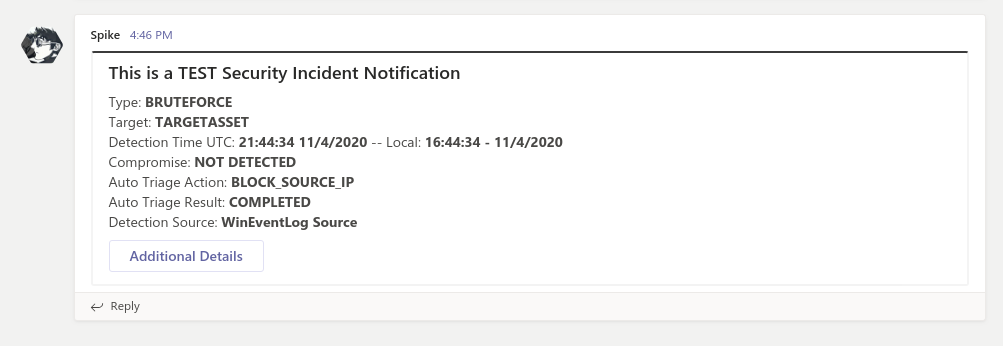 Spike 4:46 PM
This is a TEST Security Incident Notification
Type: BRUTEFORCE
Target: TARGETASSET
Detection Time UTC: 21:44:34 11/4/2020 -- Local: 16:44:34 - 11/4/2020
Compromise: NOT DETECTED
Auto Triage Action: BLOCK_SOURCE_IP
Auto Triage Result: COMPLETED
Detection Source: WinEventLog Source
Additional Details
Reply